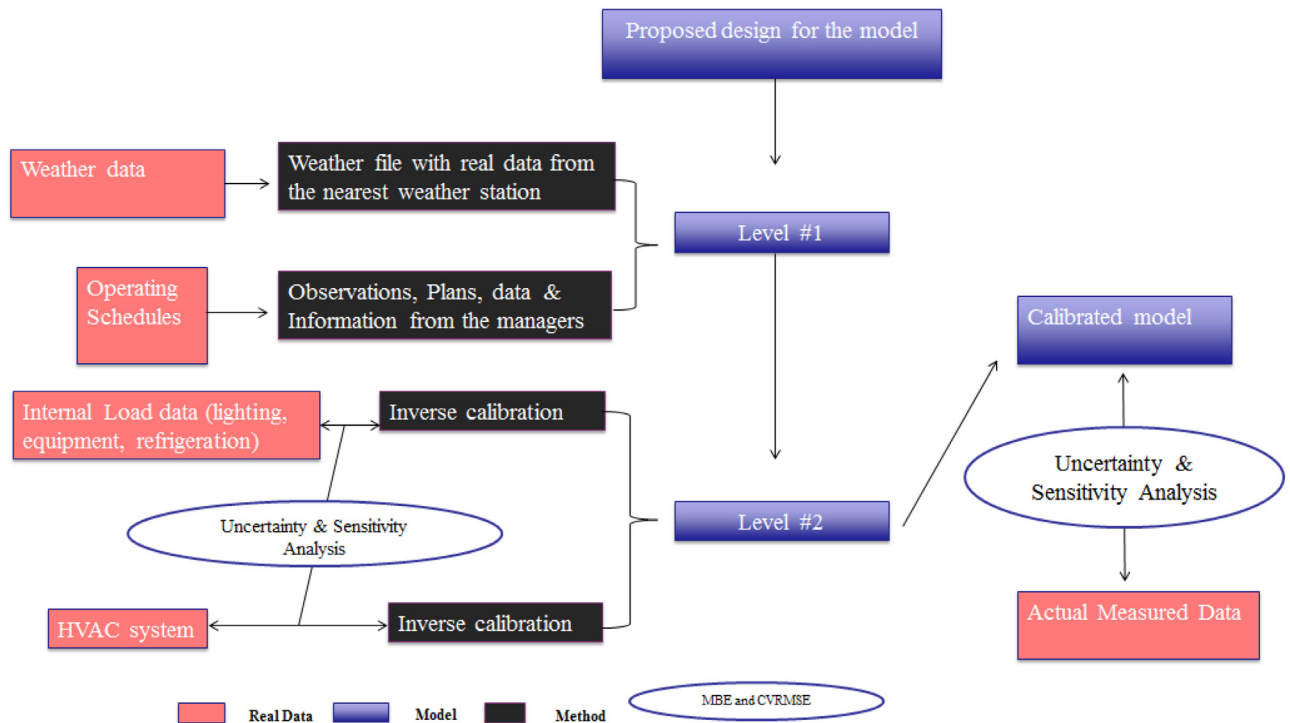 Proposed design for the model
Weather data
Weather file with real data from
the nearest weather station
Level #1
Operating
Schedules
Observations, Plans, data &
Information from the managers
Calibrated model
Internal Load data (lighting,
equipment, refrigeration)
Inverse calibration
Uncertainty &
Sensitivity Analysis
Uncertainty & Sensitivity
Analysis
Level #2
HVAC system
Inverse calibration
Actual Measured Data
Real Data
Model
Method
MBE and CVRMSE